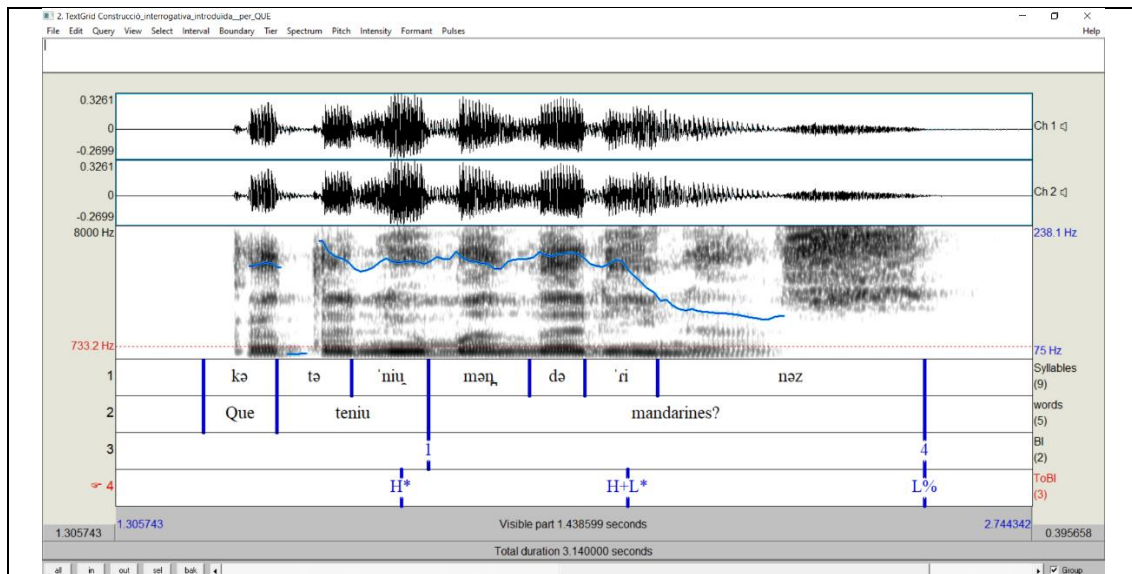 2. TextGrid Construcció_interrogativa_introduïda__per_QUE
File Edit Query View Select Interval Boundary Tier Spectrum Pitch Intensity Formant Pulses Help
0.3261
0
-0.2699
Ch 1
0.3261
0
-0.2699
Ch 2
8000 Hz 238.1 Hz
733.2 Hz
75 Hz
1 kə tə ˈniu̯ mən̪ də ˈɾi nəz Syllables
(9)
2 Que teniu mandarines? words
(5)
3 1 4 BI
(2)
4 H* H+L* L% ToBI
(3)
1.305743 1.305743 Visible part 1.438599 seconds 2.744342 0.395658
Total duration 3.140000 seconds
all in out sel bak Group